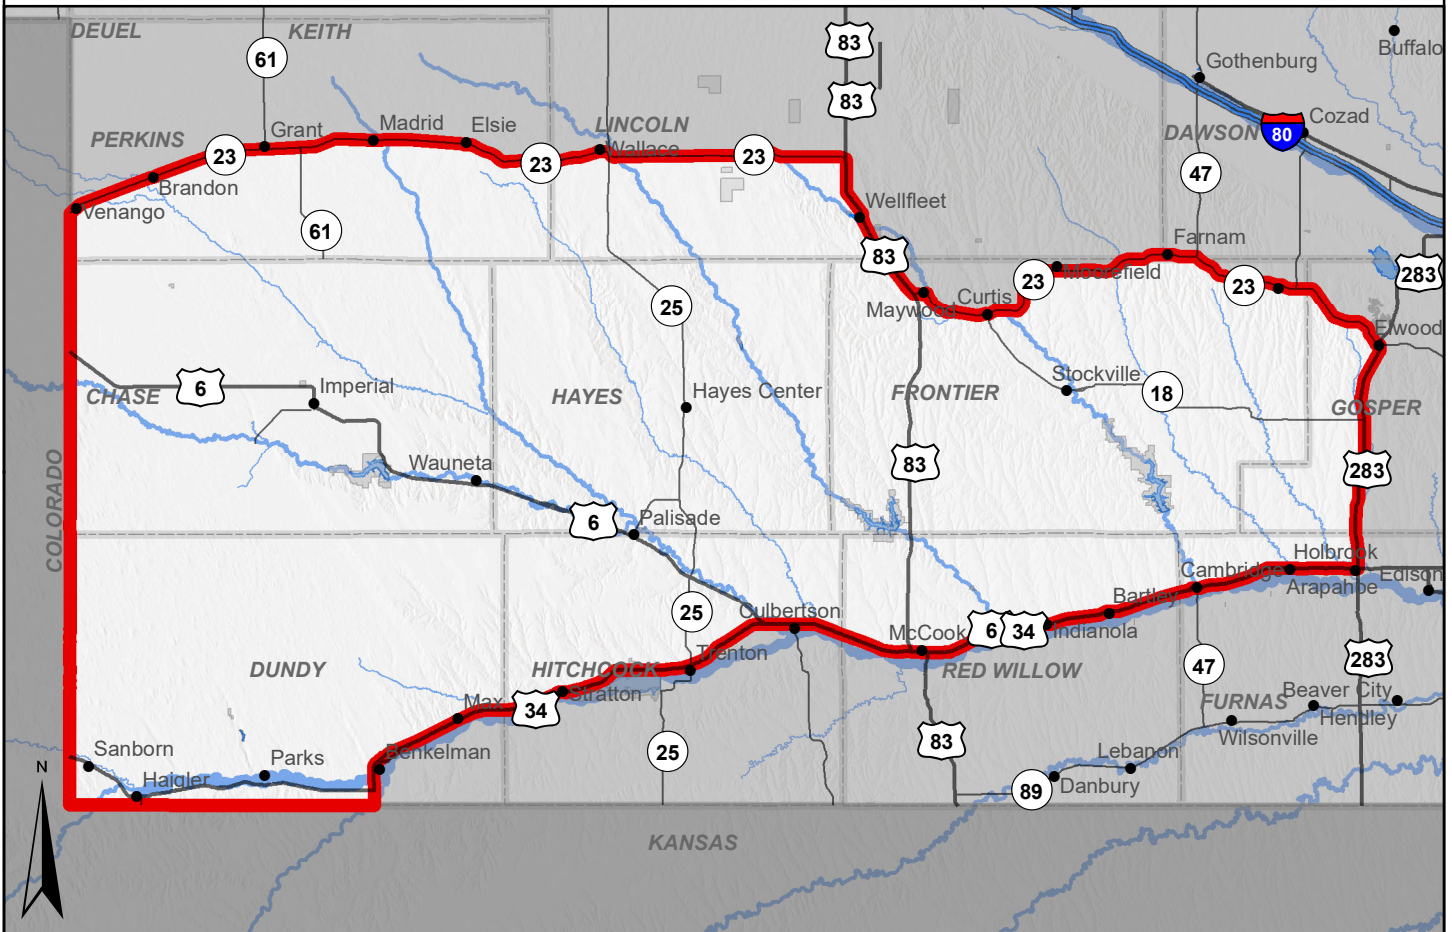 DEUEL
KEITH
83
61
Gothenburg
Buffalo
83
Cozad
PERKINS
Grant
Madrid
Elsie
LINCOLN
DAWSON
80
23
23
Wallace
23
47
Brandon
Venango
Wellfleet
61
Farnam
83
Moorefield
23
23
283
25
Maywood
Curtis
Elwood
Stockville
6
Imperial
CHASE
HAYES
Hayes Center
FRONTIER
18
GOSPER
COLORADO
Wauneta
83
283
6
Palisade
Holbrook
Cambridge
Arapahoe
Edison
25
Culbertson
Bartley
McCook
6
34
Indianola
Trenton
DUNDY
HITCHCOCK
RED WILLOW
47
283
Stratton
Max
34
FURNAS
Beaver City
Hendley
Wilsonville
Sanborn
Parks
Benkelman
25
83
Lebanon
Haigler
89
Danbury
N
KANSAS